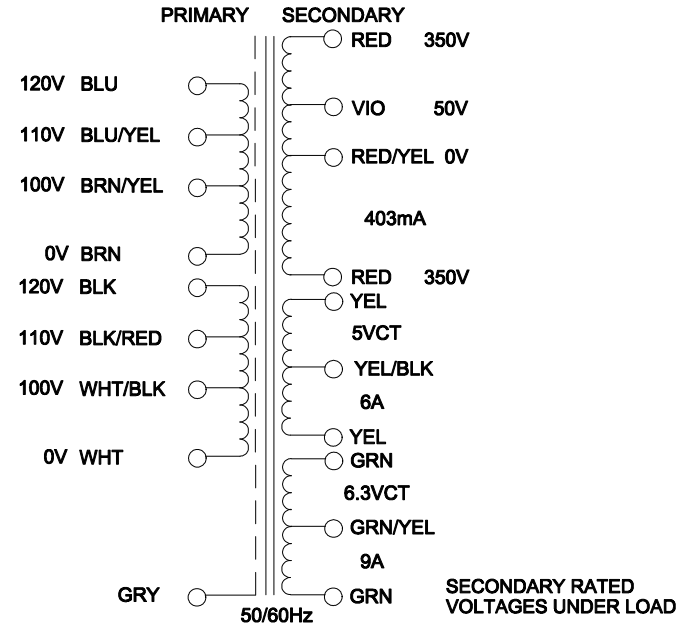 PRIMARY SECONDARY
RED 350V
120V BLU
VIO 50V
110V BLU/YEL
RED/YEL 0V
100V BRN/YEL
403mA
0V BRN
RED 350V
120V BLK
YEL
5VCT
110V BLK/RED
YEL/BLK
100V WHT/BLK
6A
YEL
0V WHT
GRN
6.3VCT
GRN/YEL
9A
GRY
GRN
SECONDARY RATED
VOLTAGES UNDER LOAD
50/60Hz